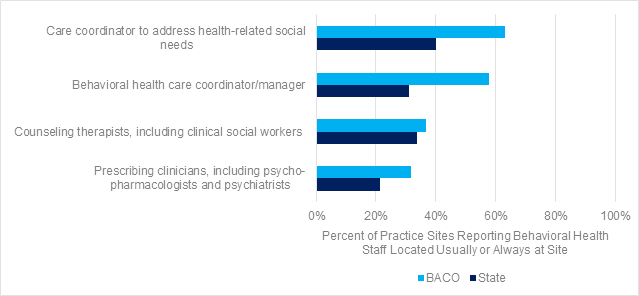 Care coordinator to address health-related social
needs
Behavioral health care coordinator/manager
Counseling therapists, including clinical social workers
Prescribing clinicians, including psycho-
pharmacologists and psychiatrists
0% 20% 40% 60% 80% 100%
Percent of Practice Sites Reporting Behavioral Health
Staff Located Usually or Always at Site
BACO State